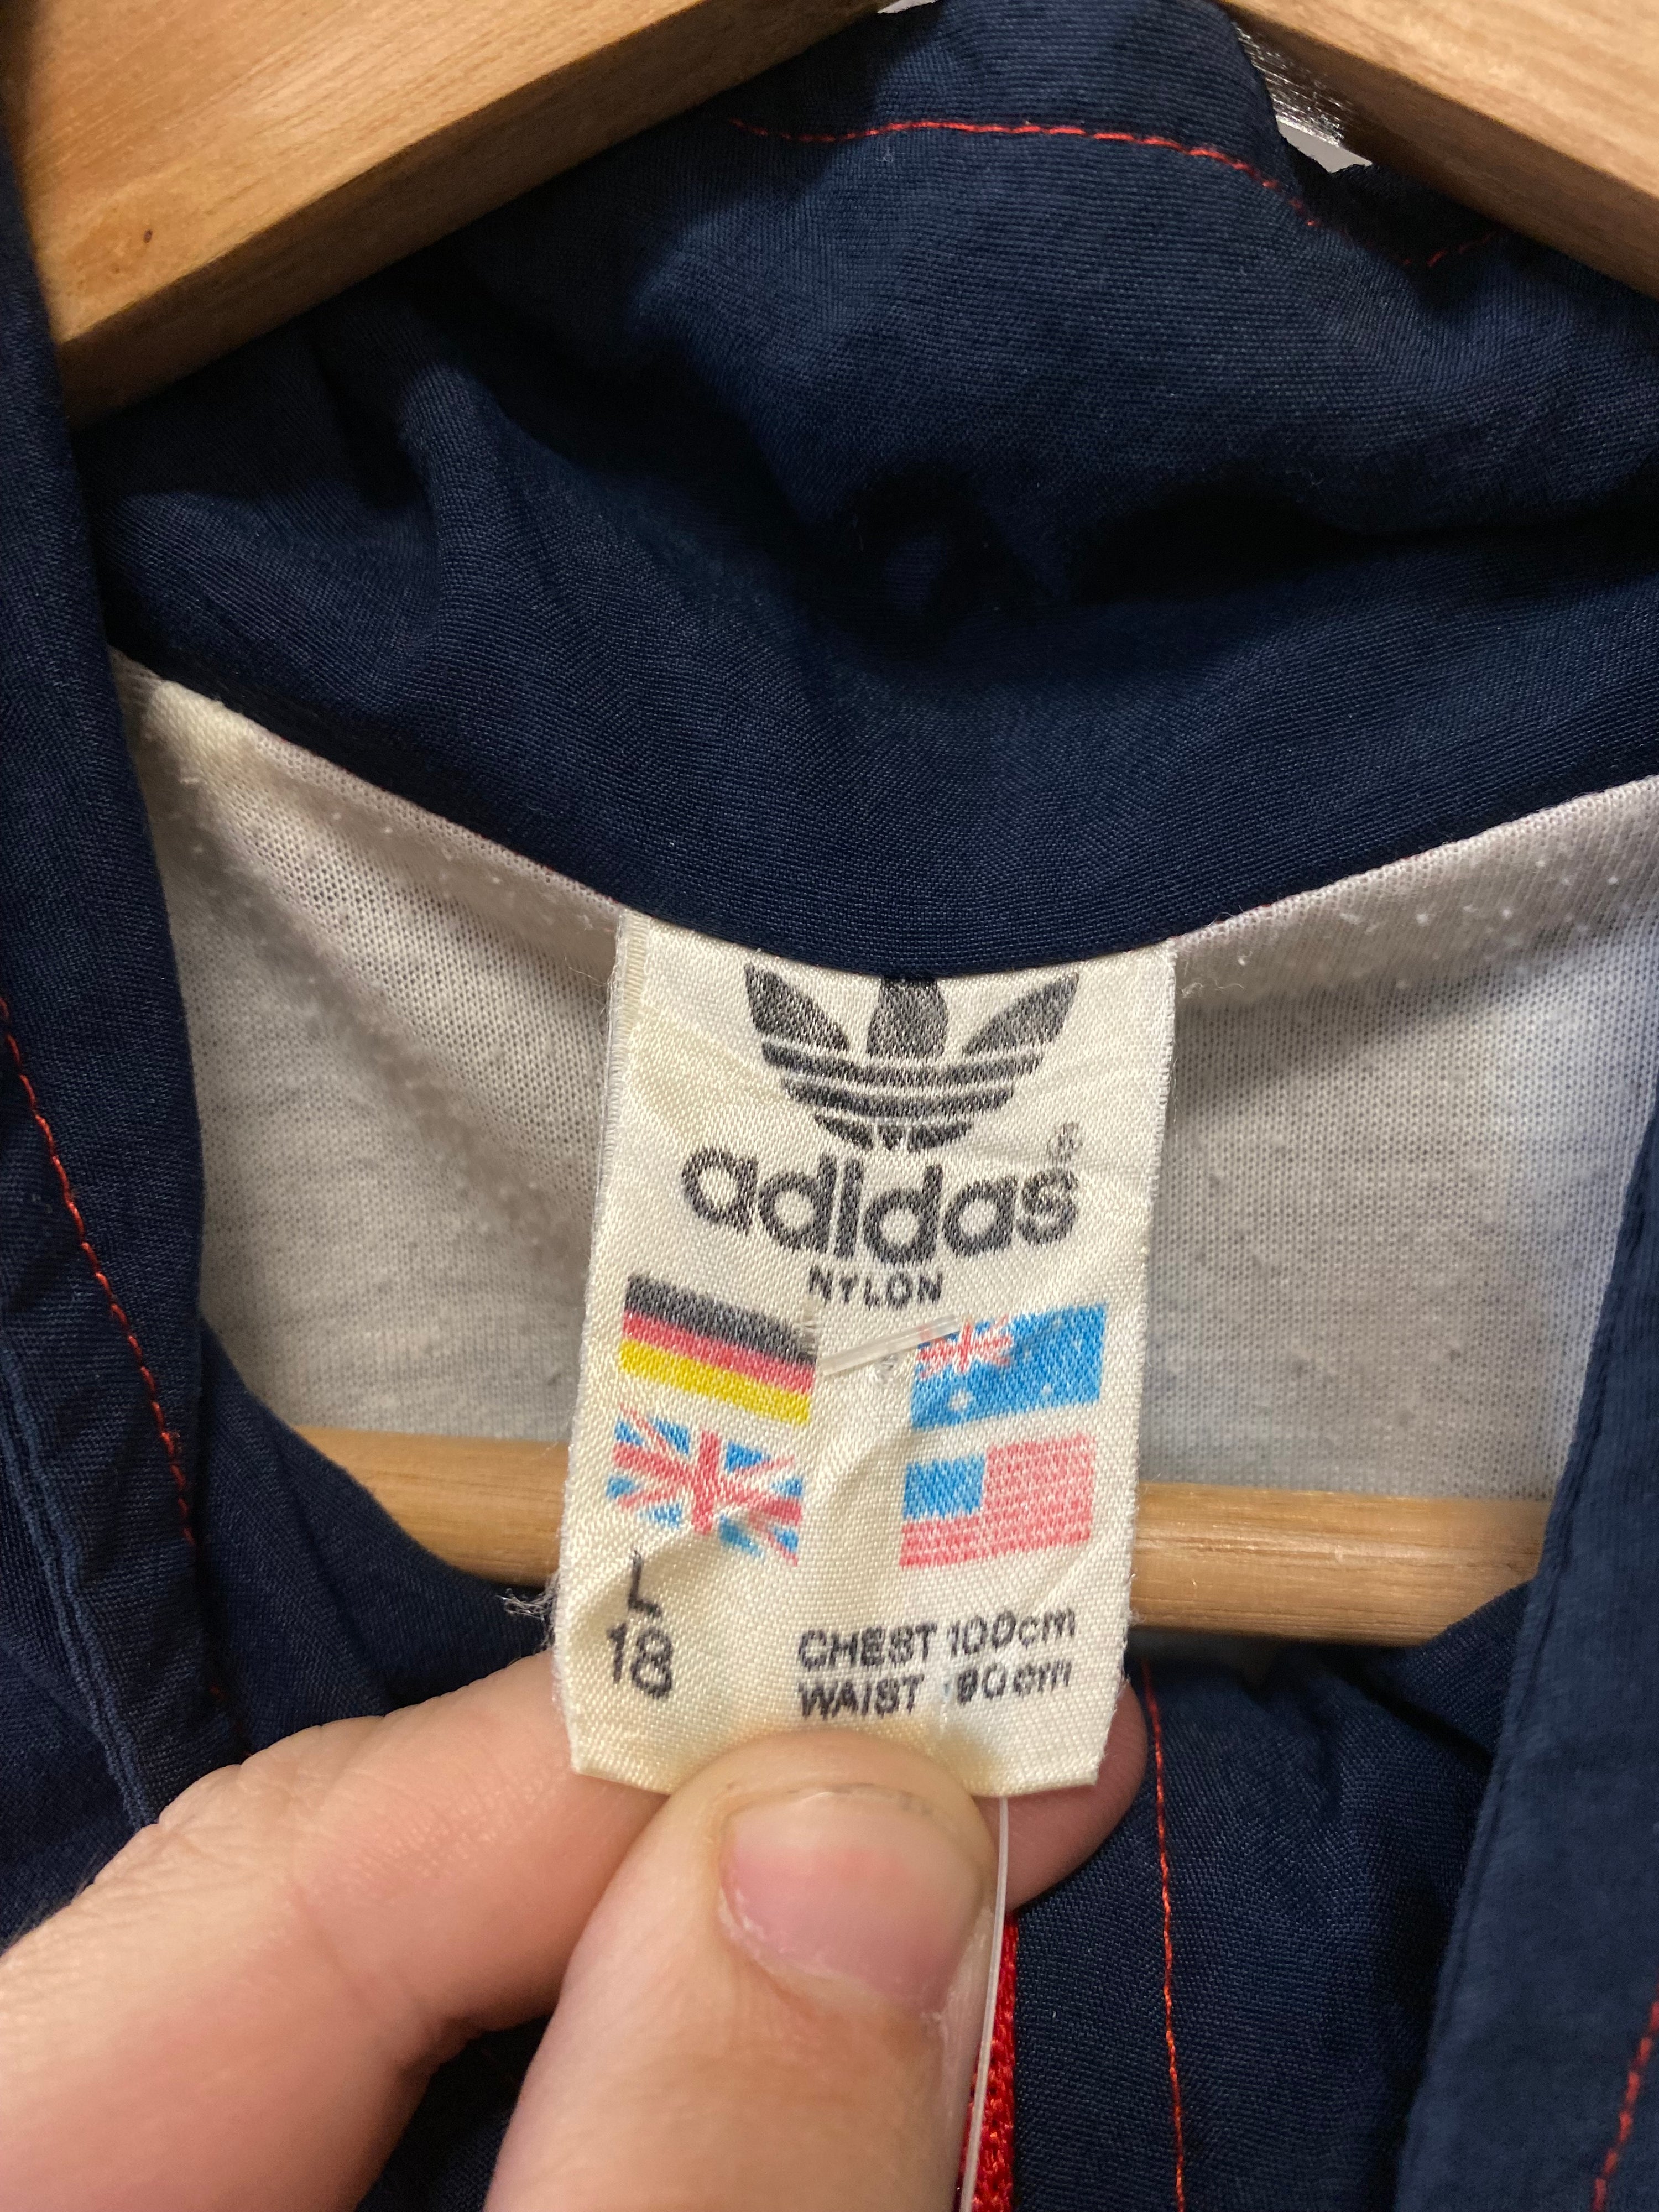 adidas
NYLON
L
18
CHEST 100cm
WAIST 90cm